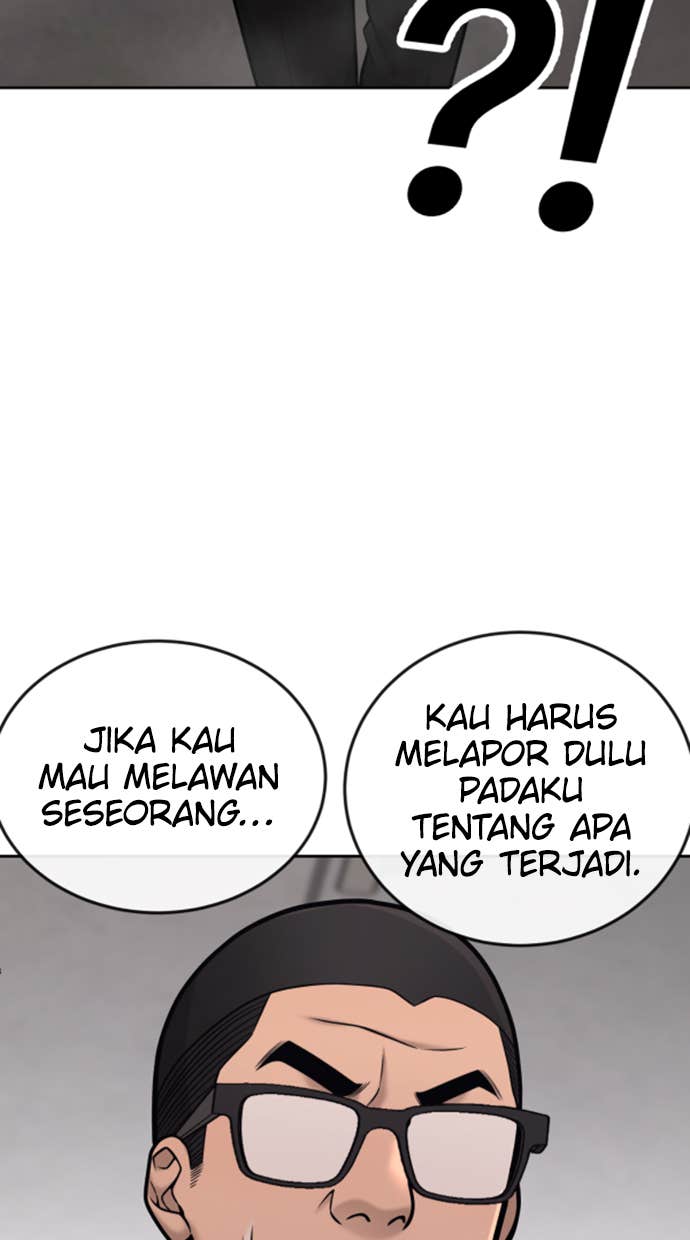 ?!
JIKA KAU
MAU MELAWAN
SESEORANG...
KAU HARUS
MELAPOR DULU
PADAKU
TENTANG APA
YANG TERJADI.